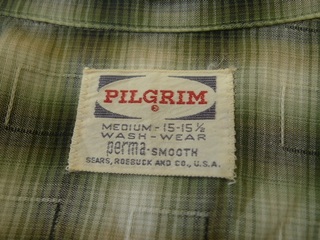 PILGRIM
®
MEDIUM-15-15½
WASH-WEAR
perma-SMOOTH
SEARS, ROEBUCK AND CO., U.S.A.